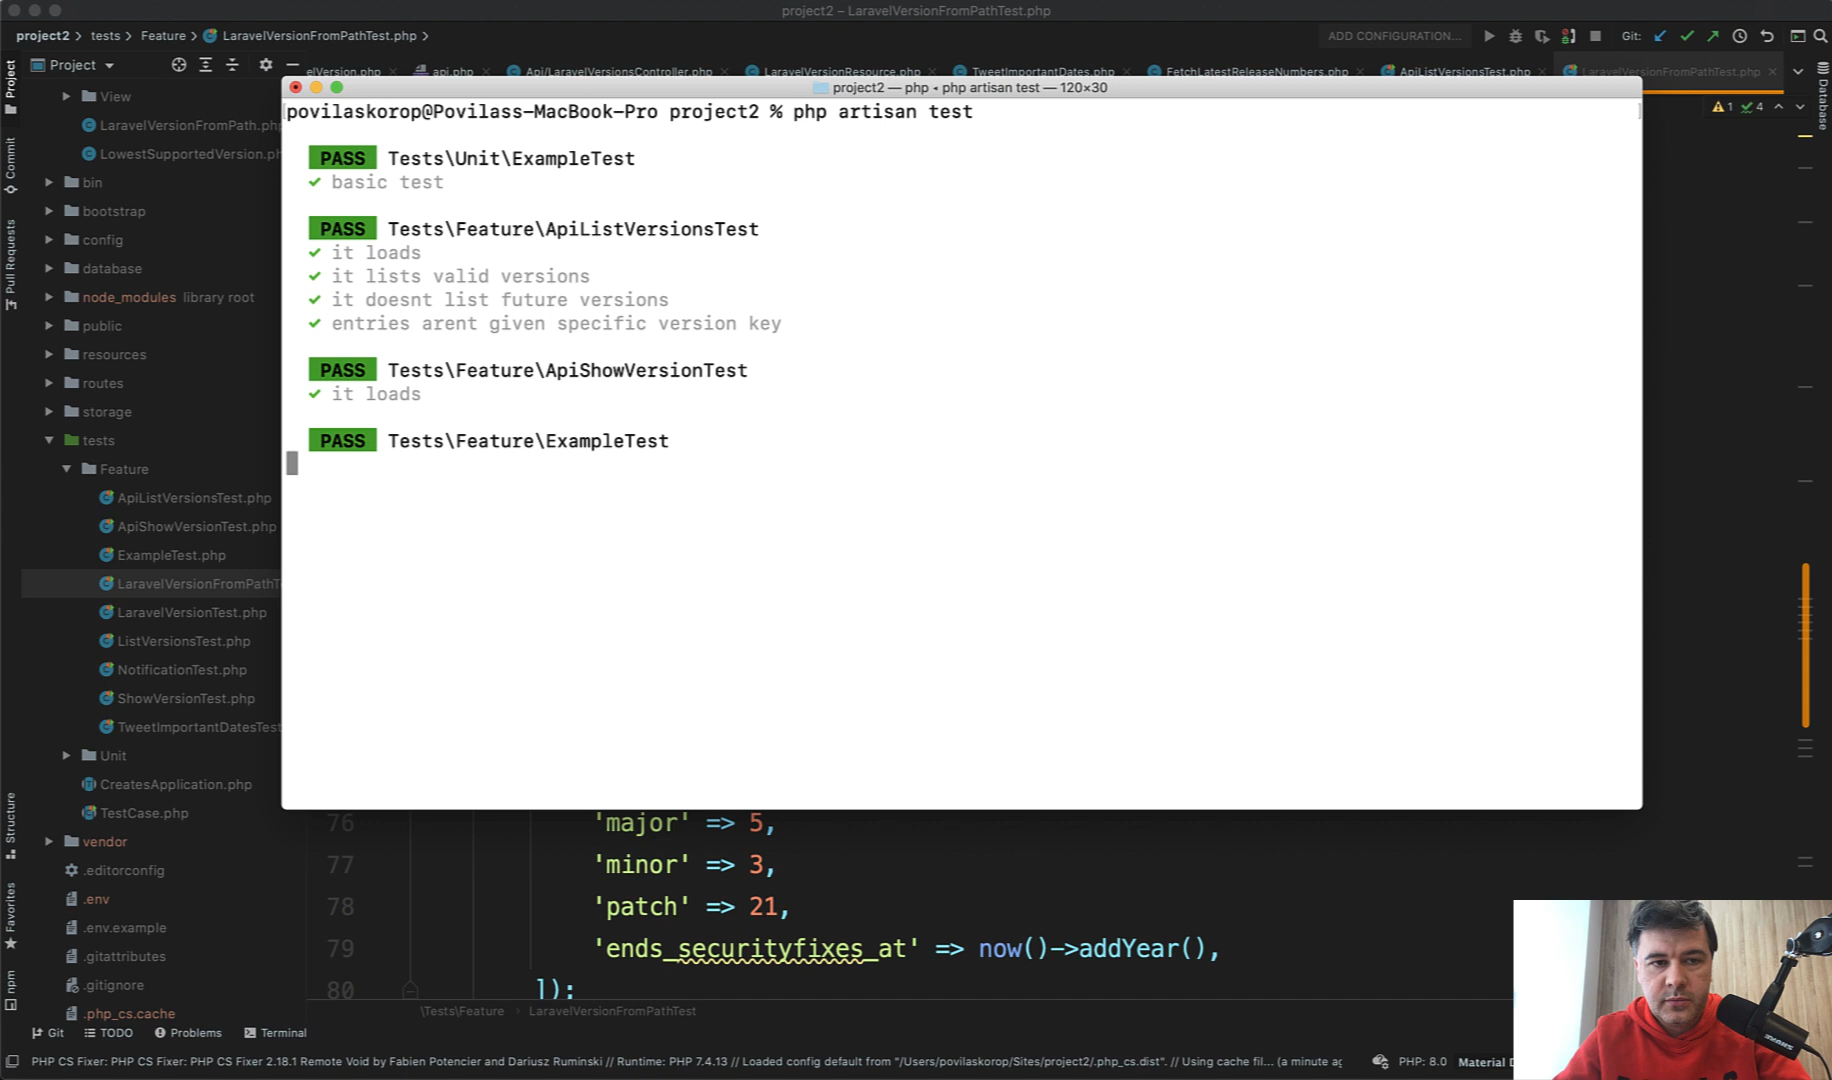 project2 – LaravelVersionFromPathTest.php
project2 > tests > Feature > LaravelVersionFromPathTest.php >
ADD CONFIGURATION...
Git:
Project
elVersion.php
api.php
Api/LaravelVersionsController.php
LaravelVersionResource.php
TweetImportantDates.php
FetchLatestReleaseNumbers.php
ApiListVersionsTest.php
LaravelVersionFromPathTest.php
project2 — php • php artisan test — 120×30
povilaskorop@Povilass-MacBook-Pro project2 % php artisan test
PASS Tests\Unit\ExampleTest
✓ basic test
PASS Tests\Feature\ApiListVersionsTest
✓ it loads
✓ it lists valid versions
✓ it doesnt list future versions
✓ entries arent given specific version key
PASS Tests\Feature\ApiShowVersionTest
✓ it loads
PASS Tests\Feature\ExampleTest
1 4
Project
Commit
Pull Requests
Structure
Favorites
npm
Database
View
LaravelVersionFromPath.php
LowestSupportedVersion.ph
bin
bootstrap
config
database
node_modules library root
public
resources
routes
storage
tests
Feature
ApiListVersionsTest.php
ApiShowVersionTest.php
ExampleTest.php
LaravelVersionFromPathT
LaravelVersionTest.php
ListVersionsTest.php
NotificationTest.php
ShowVersionTest.php
TweetImportantDatesTest
Unit
CreatesApplication.php
TestCase.php
vendor
.editorconfig
.env
.env.example
.gitattributes
.gitignore
.php_cs.cache
76 'major' => 5,
77 'minor' => 3,
78 'patch' => 21,
79 'ends_securityfixes_at' => now()->addYear(),
80 ]);
\Tests\Feature > LaravelVersionFromPathTest
Git
TODO
Problems
Terminal
PHP CS Fixer: PHP CS Fixer: PHP CS Fixer 2.18.1 Remote Void by Fabien Potencier and Dariusz Ruminski // Runtime: PHP 7.4.13 // Loaded config default from "/Users/povilaskorop/Sites/project2/.php_cs.dist". // Using cache fil... (a minute ag
PHP: 8.0
Material D